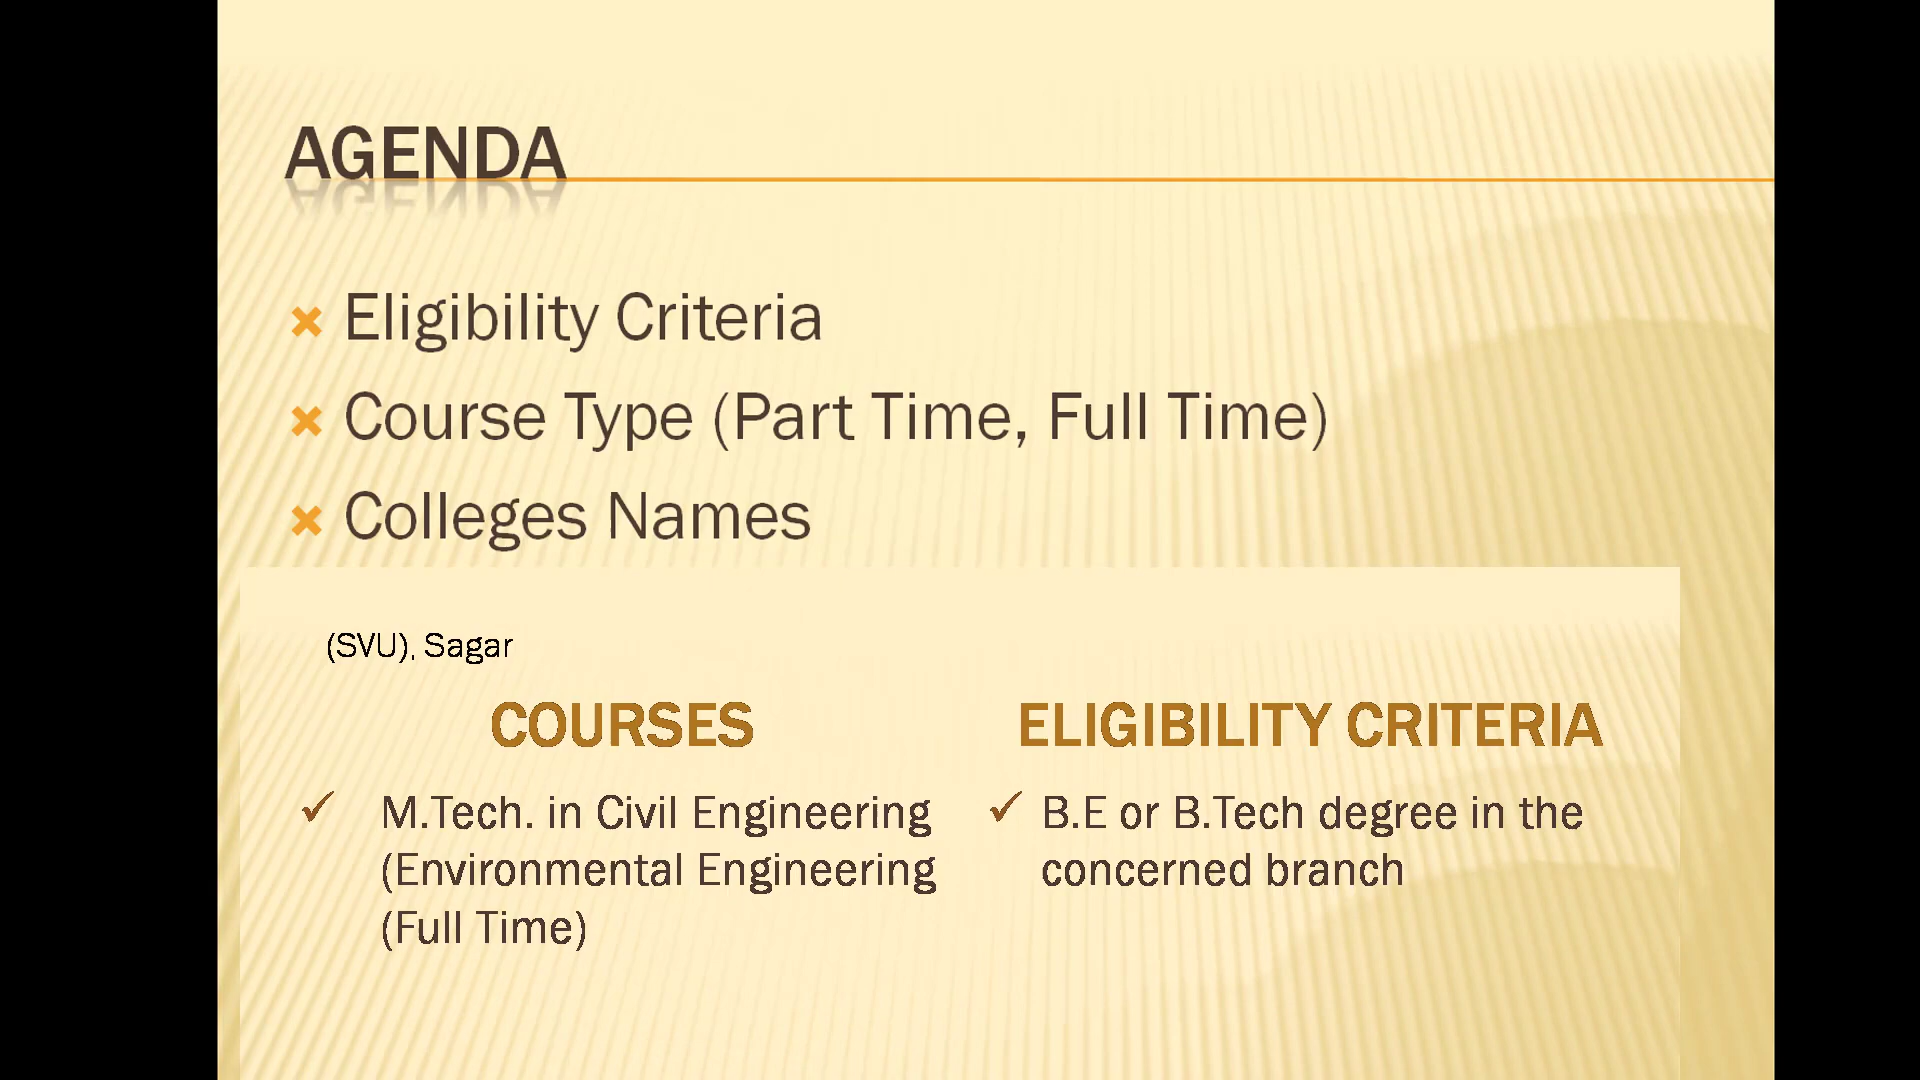 AGENDA
Eligibility Criteria
Course Type (Part Time, Full Time)
Colleges Names
(SVU), Sagar
COURSES
ELIGIBILITY CRITERIA
M.Tech. in Civil Engineering
(Environmental Engineering
(Full Time)
B.E or B.Tech degree in the
concerned branch